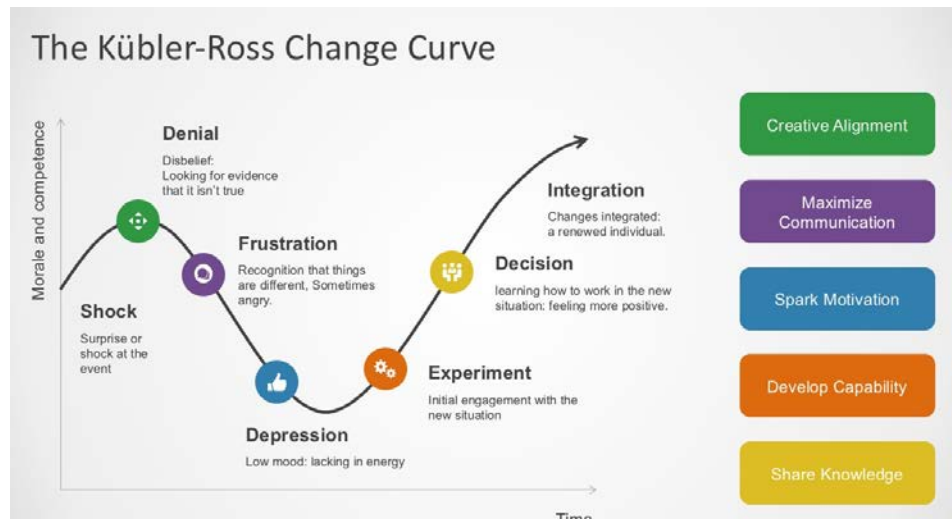 The Kübler-Ross Change Curve
Morale and competence
Denial
Disbelief:
Looking for evidence
that it isn't true
Shock
Surprise or
shock at the
event
Frustration
Recognition that things
are different, Sometimes
angry.
Depression
Low mood: lacking in energy
Experiment
Initial engagement with the
new situation
Decision
learning how to work in the new
situation: feeling more positive.
Integration
Changes integrated:
a renewed individual.
Time
Creative Alignment
Maximize
Communication
Spark Motivation
Develop Capability
Share Knowledge